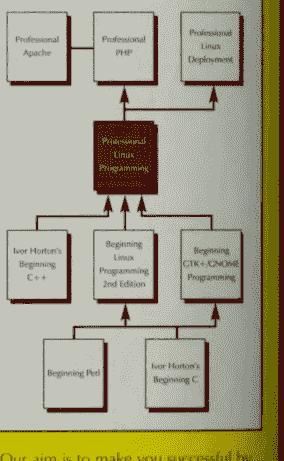 Professional
Apache
Professional
PHP
Professional
Linux
Deployment
Professional
Linux
Programming
Ivor Horton's
Beginning
C++
Beginning
Linux
Programming
2nd Edition
Beginning
GTK+/GNOME
Programming
Beginning Perl
Ivor Horton's
Beginning C
Our aim is to make you successful by